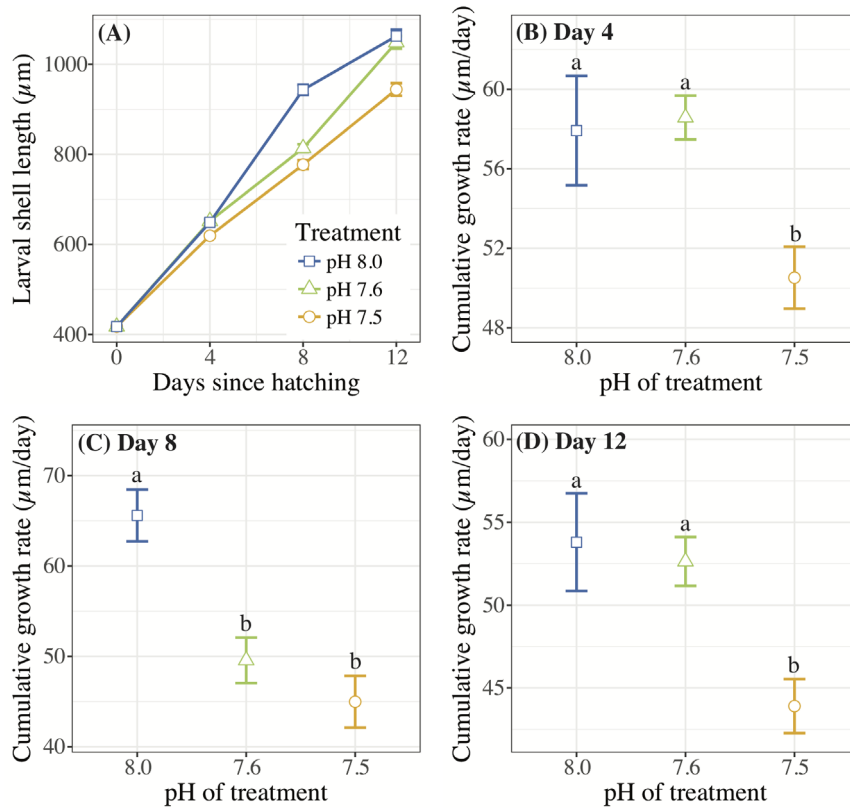 (A)
Larval shell length (µm)
1000
800
600
400
0
4
8
12
Days since hatching
Treatment
pH 8.0
pH 7.6
pH 7.5
(B) Day 4
Cumulative growth rate (µm/day)
60
56
52
48
a
a
b
8.0
7.6
7.5
pH of treatment
(C) Day 8
Cumulative growth rate (µm/day)
70
60
50
40
a
b
b
8.0
7.6
7.5
pH of treatment
(D) Day 12
Cumulative growth rate (µm/day)
60
55
50
45
a
a
b
8.0
7.6
7.5
pH of treatment